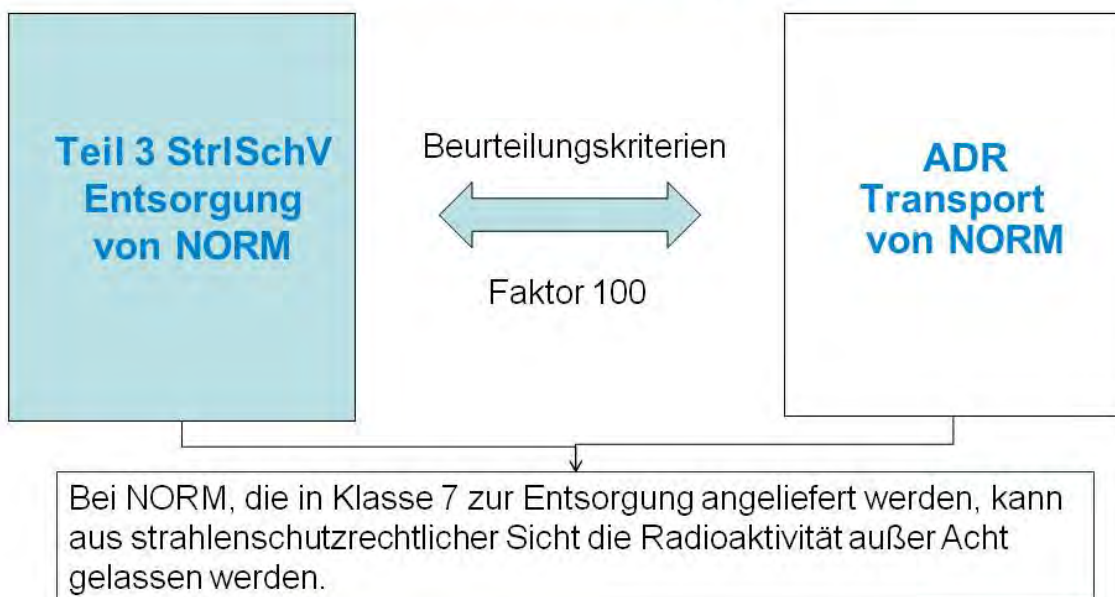 Teil 3 StrlSchV
Entsorgung
von NORM
Beurteilungskriterien
Faktor 100
ADR
Transport
von NORM
Bei NORM, die in Klasse 7 zur Entsorgung angeliefert werden, kann
aus strahlenschutzrechtlicher Sicht die Radioaktivität außer Acht
gelassen werden.